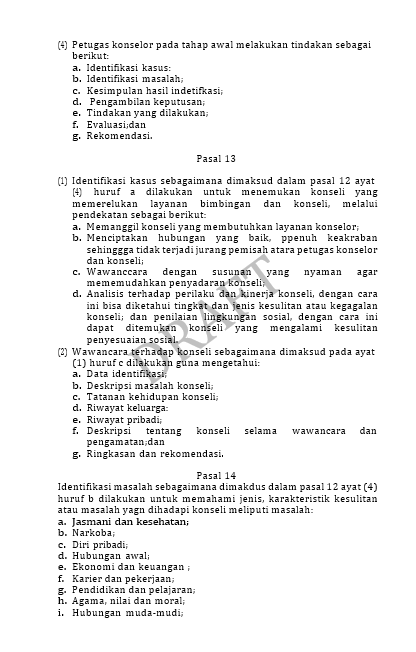 (4) Petugas konselor pada tahap awal melakukan tindakan sebagai
berikut:
a. Identifikasi kasus:
b. Identifikasi masalah;
c. Kesimpulan hasil indetifkasi;
d. Pengambilan keputusan;
e. Tindakan yang dilakukan;
f. Evaluasi;dan
g. Rekomendasi.
Pasal 13
(1) Identifikasi kasus sebagaimana dimaksud dalam pasal 12 ayat
(4) huruf a dilakukan untuk menemukan konseli yang
memerelukan layanan bimbingan dan konseli, melalui
pendekatan sebagai berikut:
a. Memanggil konseli yang membutuhkan layanan konselor;
b. Menciptakan hubungan yang baik, ppenuh keakraban
sehinggga tidak terjadi jurang pemisah atara petugas konselor
dan konseli;
c. Wawanccara dengan susunan yang nyaman agar
mememudahkan penyadaran konseli;
d. Analisis terhadap perilaku dan kinerja konseli, dengan cara
ini bisa diketahui tingkat dan jenis kesulitan atau kegagalan
konseli; dan penilaian lingkungan sosial, dengan cara ini
dapat ditemukan konseli yang mengalami kesulitan
penyesuaian sosial.
(2) Wawancara terhadap konseli sebagaimana dimaksud pada ayat
(1) huruf c dilakukan guna mengetahui:
a. Data identifikasi;
b. Deskripsi masalah konseli;
c. Tatanan kehidupan konseli;
d. Riwayat keluarga:
e. Riwayat pribadi;
f. Deskripsi tentang konseli selama wawancara dan
pengamatan;dan
g. Ringkasan dan rekomendasi.
Pasal 14
Identifikasi masalah sebagaimana dimakdus dalam pasal 12 ayat (4)
huruf b dilakukan untuk memahami jenis, karakteristik kesulitan
atau masalah yagn dihadapi konseli meliputi masalah:
a. Jasmani dan kesehatan;
b. Narkoba;
c. Diri pribadi;
d. Hubungan awal;
e. Ekonomi dan keuangan ;
f. Karier dan pekerjaan;
g. Pendidikan dan pelajaran;
h. Agama, nilai dan moral;
i. Hubungan muda-mudi;
DRAFT